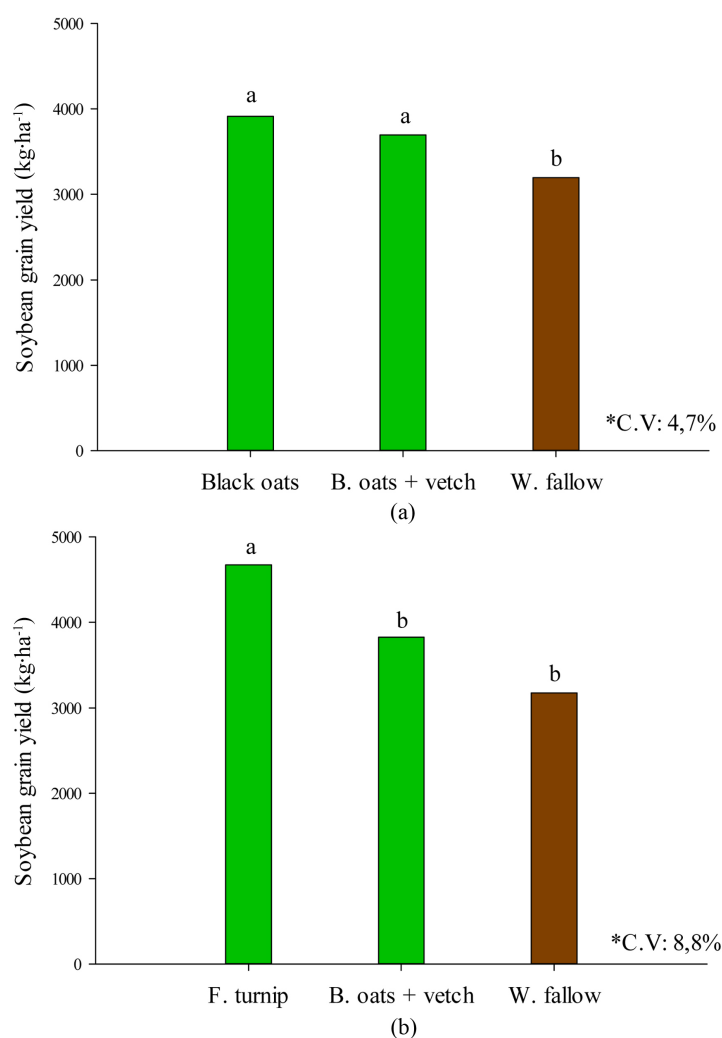 Soybean grain yield (kg·ha⁻¹)
5000
4000
3000
2000
1000
0
a
a
b
*C.V: 4,7%
Black oats
B. oats + vetch
W. fallow
(a)
Soybean grain yield (kg·ha⁻¹)
5000
4000
3000
2000
1000
0
a
b
b
*C.V: 8,8%
F. turnip
B. oats + vetch
W. fallow
(b)